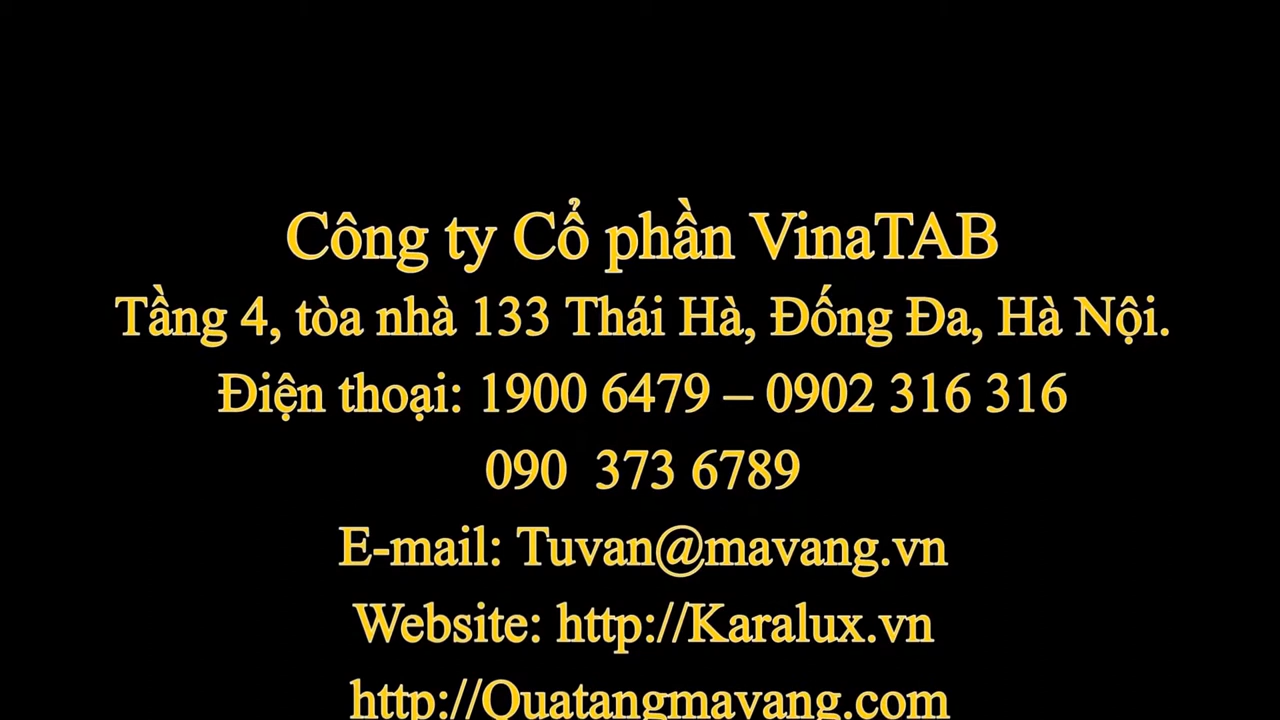 Công ty Cổ phần VinaTAB
Tầng 4, tòa nhà 133 Thái Hà, Đống Đa, Hà Nội.
Điện thoại: 1900 6479 – 0902 316 316
090  373 6789
E-mail: Tuvan@mavang.vn
Website: http://Karalux.vn
http://Quatangmavang.com